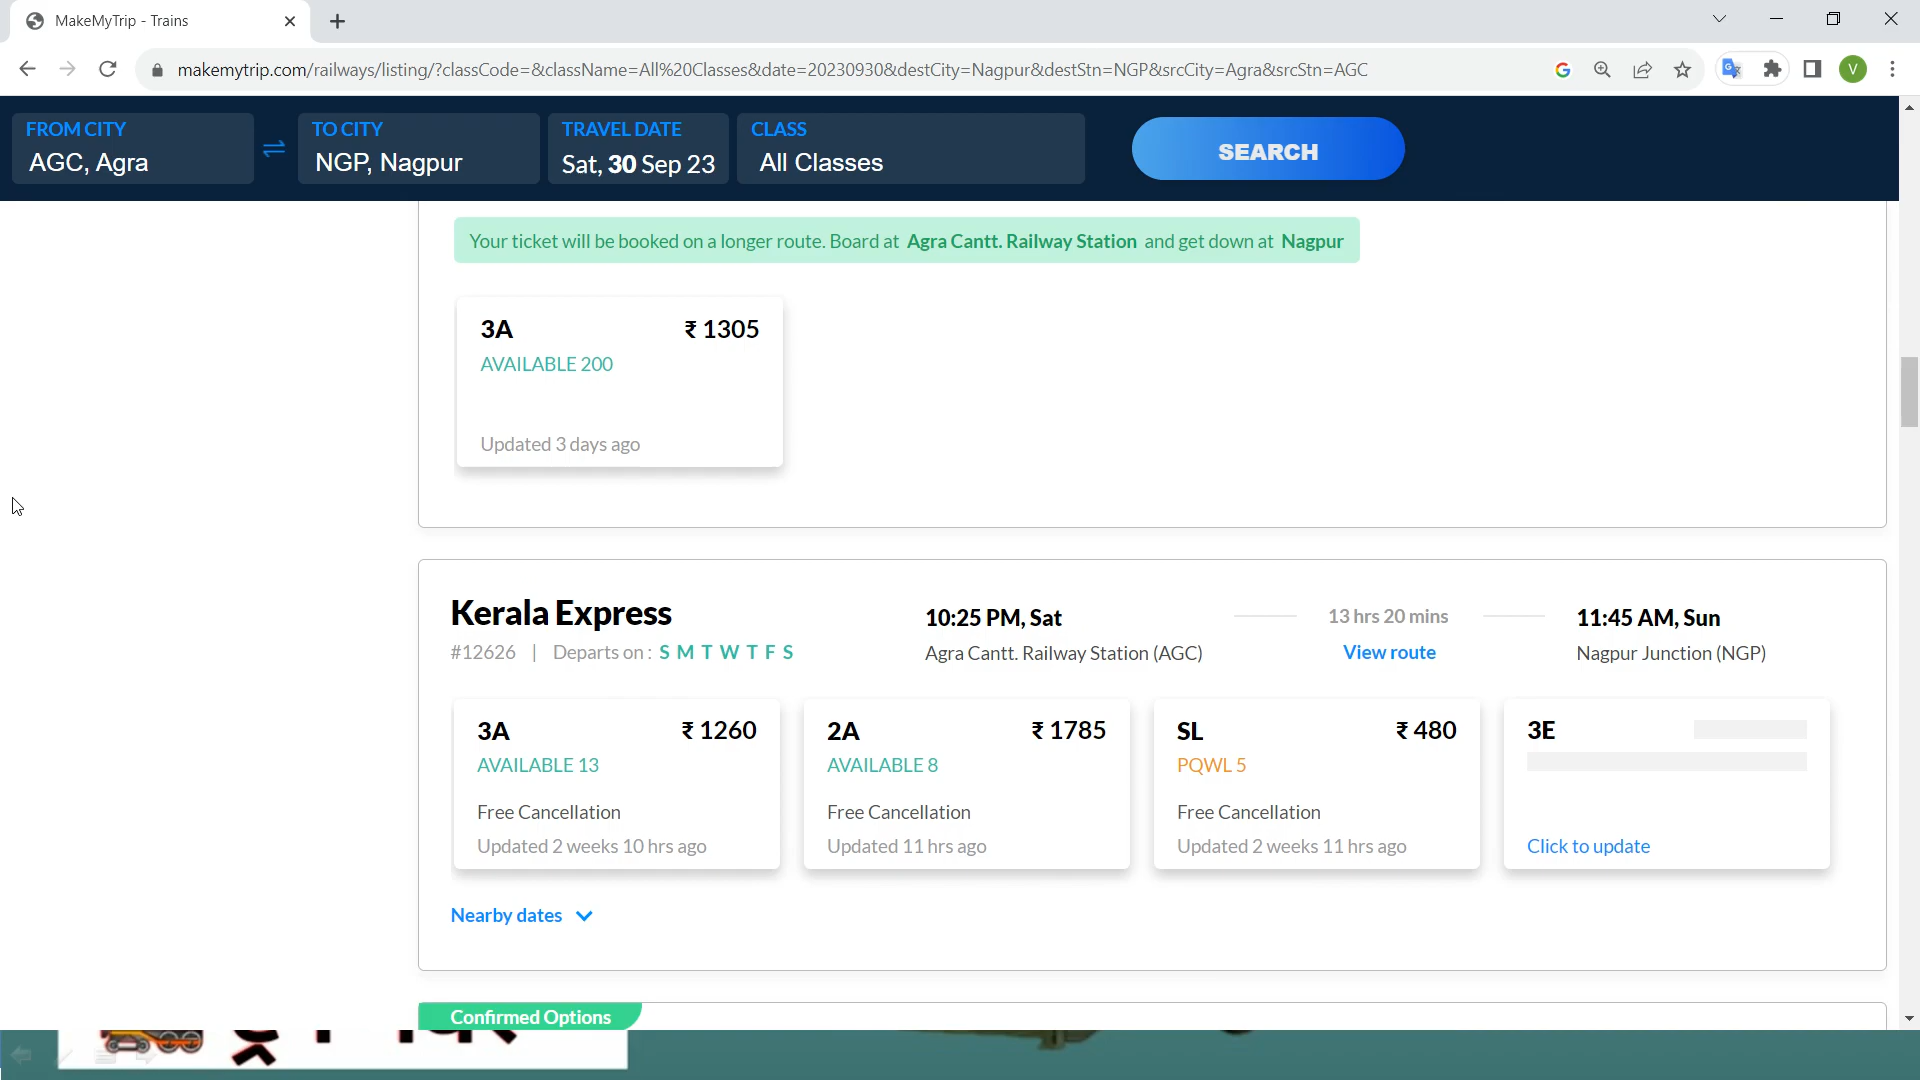 MakeMyTrip - Trains
makemytrip.com/railways/listing/?classCode=&className=All%20Classes&date=20230930&destCity=Nagpur&destStn=NGP&srcCity=Agra&srcStn=AGC
V
FROM CITY
AGC, Agra
TO CITY
NGP, Nagpur
TRAVEL DATE
Sat, 30 Sep 23
CLASS
All Classes
SEARCH
Your ticket will be booked on a longer route. Board at Agra Cantt. Railway Station and get down at Nagpur
3A ₹ 1305
AVAILABLE 200
Updated 3 days ago
Kerala Express
#12626 | Departs on : S M T W T F S
10:25 PM, Sat
Agra Cantt. Railway Station (AGC)
13 hrs 20 mins
View route
11:45 AM, Sun
Nagpur Junction (NGP)
3A ₹ 1260
AVAILABLE 13
Free Cancellation
Updated 2 weeks 10 hrs ago
2A ₹ 1785
AVAILABLE 8
Free Cancellation
Updated 11 hrs ago
SL ₹ 480
PQWL 5
Free Cancellation
Updated 2 weeks 11 hrs ago
3E
Click to update
Nearby dates
Confirmed Options